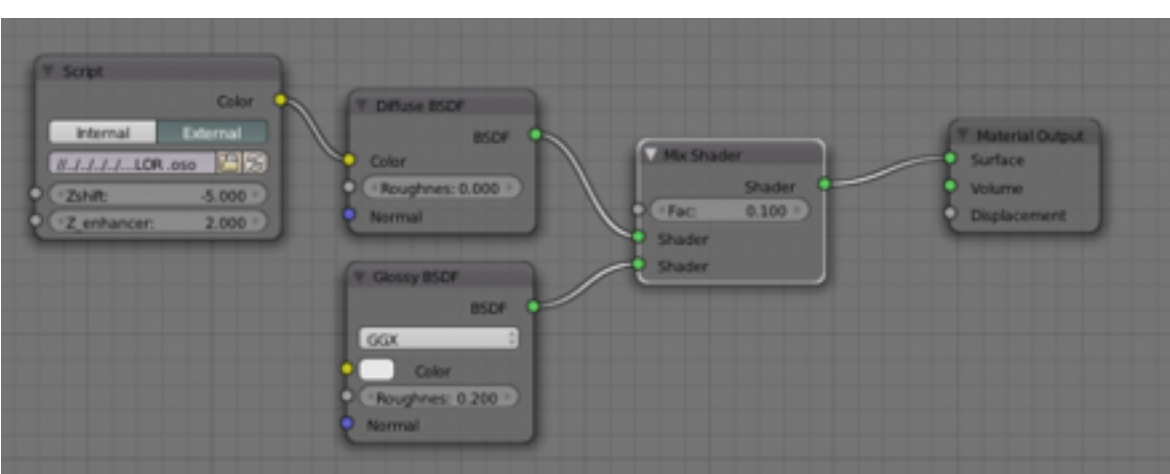 Script
Color
Internal External
//../../../...LOR .oso
Zshift: -5.000
Z_enhancer: 2.000
Diffuse BSDF
BSDF
Color
Roughnes: 0.000
Normal
Glossy BSDF
BSDF
GGX
Color
Roughnes: 0.200
Normal
Mix Shader
Shader
Fac: 0.100
Shader
Shader
Material Output
Surface
Volume
Displacement